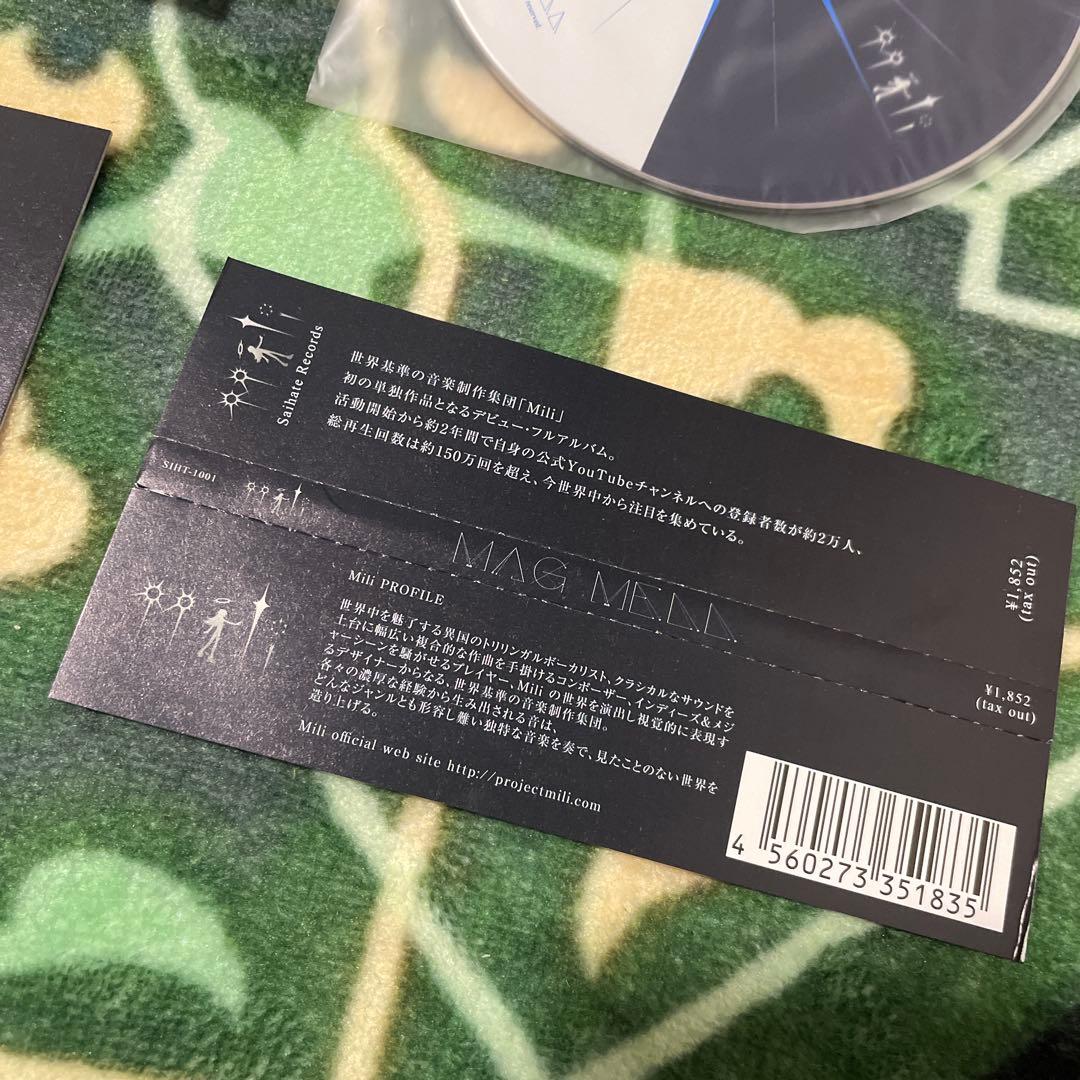 reserved.
Saihate Records
世界基準の音楽制作集団「Mili」
初の単独作品となるデビュー・フルアルバム。
活動開始から約2年間で自身の公式YouTubeチャンネルへの登録者数が約2万人、
総再生回数は約150万回を超え、今世界中から注目を集めている。
¥1,852
(tax out)
SIHT-1001
MAG MELL
¥1,852
(tax out)
Mili PROFILE
世界中を魅了する異国のトリリンガルボーカリスト、クラシカルなサウンドを
土台に幅広い複合的な作曲を手掛けるコンポーザー、インディーズ&メジ
ャーシーンを騒がせるプレイヤー、Mili の世界を演出し視覚的に表現す
るデザイナーからなる、世界基準の音楽制作集団。
各々の濃厚な経験から生み出される音は、
どんなジャンルとも形容し難い独特な音楽を奏で、見たことのない世界を
造り上げる。
Mili official web site http://projectmili.com
4 560273 351835